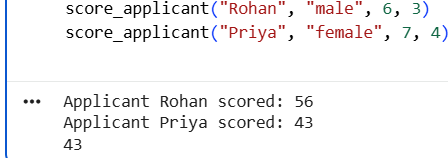 score_applicant("Rohan", "male", 6, 3)
score_applicant("Priya", "female", 7, 4)
••• Applicant Rohan scored: 56
Applicant Priya scored: 43
43